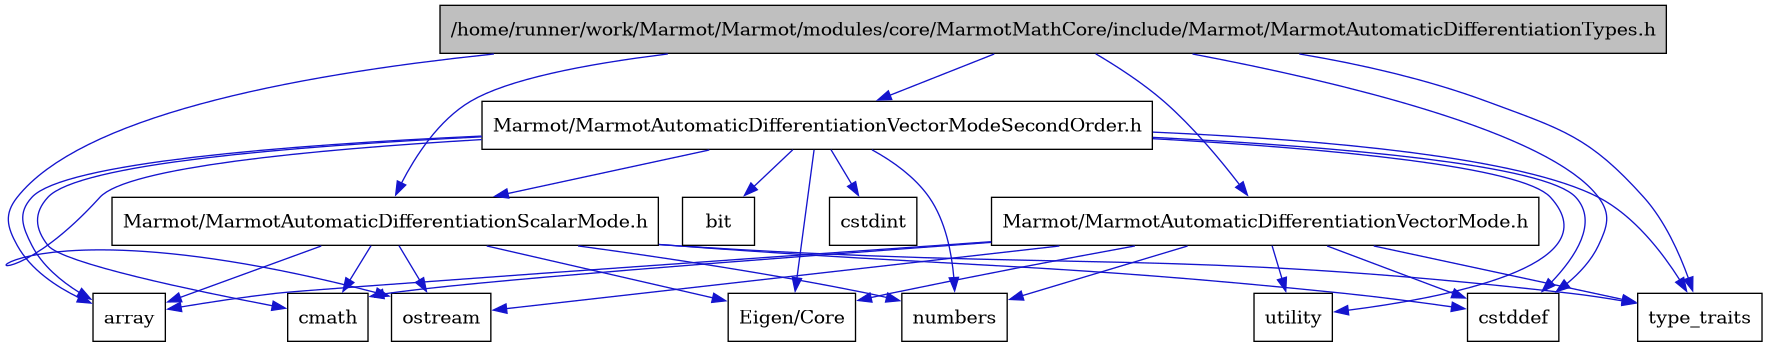 /home/runner/work/Marmot/Marmot/modules/core/MarmotMathCore/include/Marmot/MarmotAutomaticDifferentiationTypes.h
Marmot/MarmotAutomaticDifferentiationVectorModeSecondOrder.h
Marmot/MarmotAutomaticDifferentiationScalarMode.h
bit
cstdint
Marmot/MarmotAutomaticDifferentiationVectorMode.h
array
cmath
ostream
Eigen/Core
numbers
utility
cstddef
type_traits